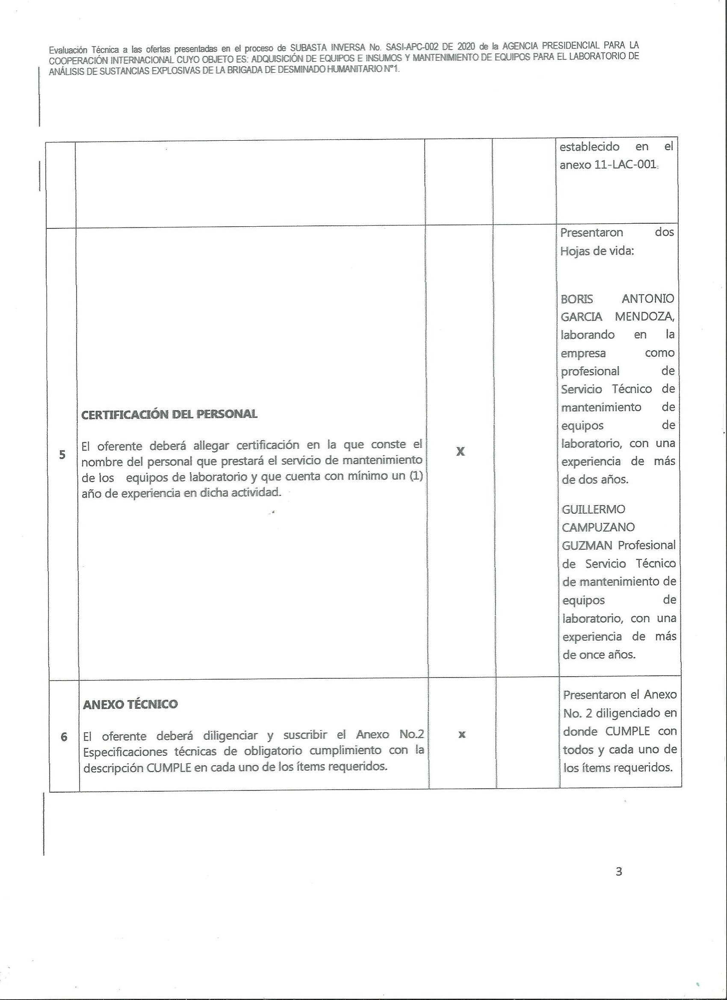 Evaluación Técnica a las ofertas presentadas en el proceso de SUBASTA INVERSA No. SASI-APC-002 DE 2020 de la AGENCIA PRESIDENCIAL PARA LA
COOPERACIÓN INTERNACIONAL CUYO OBJETO ES: ADQUISICIÓN DE EQUIPOS E INSUMOS Y MANTENIMIENTO DE EQUIPOS PARA EL LABORATORIO DE
ANÁLISIS DE SUSTANCIAS EXPLOSIVAS DE LA BRIGADA DE DESMINADO HUMANITARIO N°1.
establecido en el
anexo 11-LAC-001.
5
CERTIFICACIÓN DEL PERSONAL
El oferente deberá allegar certificación en la que conste el
nombre del personal que prestará el servicio de mantenimiento
de los equipos de laboratorio y que cuenta con mínimo un (1)
año de experiencia en dicha actividad.
X
Presentaron dos
Hojas de vida:
BORIS ANTONIO
GARCIA MENDOZA,
laborando en la
empresa como
profesional de
Servicio Técnico de
mantenimiento de
equipos de
laboratorio, con una
experiencia de más
de dos años.
GUILLERMO
CAMPUZANO
GUZMAN Profesional
de Servicio Técnico
de mantenimiento de
equipos de
laboratorio, con una
experiencia de más
de once años.
6
ANEXO TÉCNICO
El oferente deberá diligenciar y suscribir el Anexo No.2
Especificaciones técnicas de obligatorio cumplimiento con la
descripción CUMPLE en cada uno de los ítems requeridos.
x
Presentaron el Anexo
No. 2 diligenciado en
donde CUMPLE con
todos y cada uno de
los ítems requeridos.
3